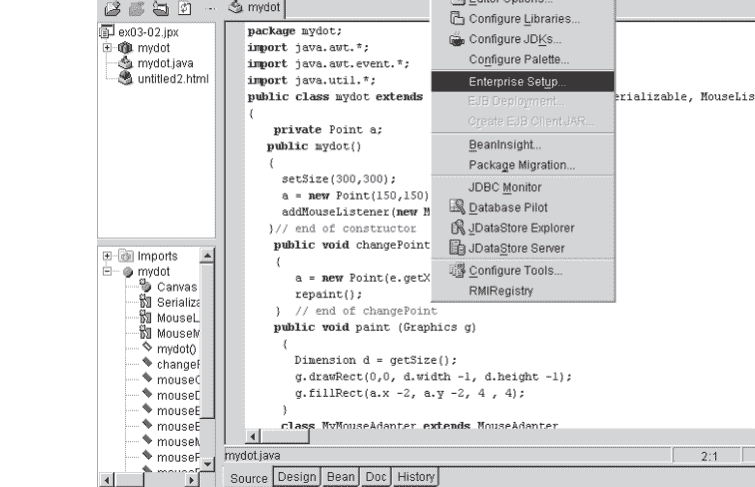 ex03-02.jpx
mydot
mydot.java
untitled2.html
Imports
mydot
Canvas
Serializa
MouseL
MouseM
mydot()
changeP
mouseC
mouseD
mouseE
mouseE
mouseM
mouseP
mydot
package mydot;
import java.awt.*;
import java.awt.event.*;
import java.util.*;
public class mydot extends
erializable, MouseLis
{
private Point a;
public mydot()
{
setSize(300,300);
a = new Point(150,150)
addMouseListener(new M
}// end of constructor
public void changePoint
{
a = new Point(e.getX
repaint();
} // end of changePoint
public void paint (Graphics g)
{
Dimension d = getSize();
g.drawRect(0,0, d.width -1, d.height -1);
g.fillRect(a.x -2, a.y -2, 4 , 4);
}
class MyMouseAdapter extends MouseAdapter
Editor Options...
Configure Libraries...
Configure JDKs...
Configure Palette...
Enterprise Setup...
EJB Deployment...
Create EJB Client JAR...
BeanInsight...
Package Migration...
JDBC Monitor
Database Pilot
JDataStore Explorer
JDataStore Server
Configure Tools...
RMIRegistry
mydot.java
2:1
Source
Design
Bean
Doc
History